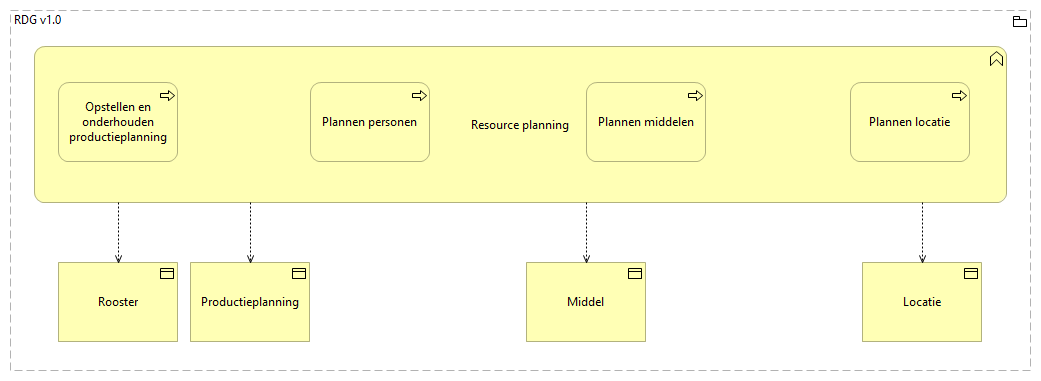 RDG v1.0
Opstellen en
onderhouden
productieplanning
Plannen personen
Resource planning
Plannen middelen
Plannen locatie
Rooster
Productieplanning
Middel
Locatie